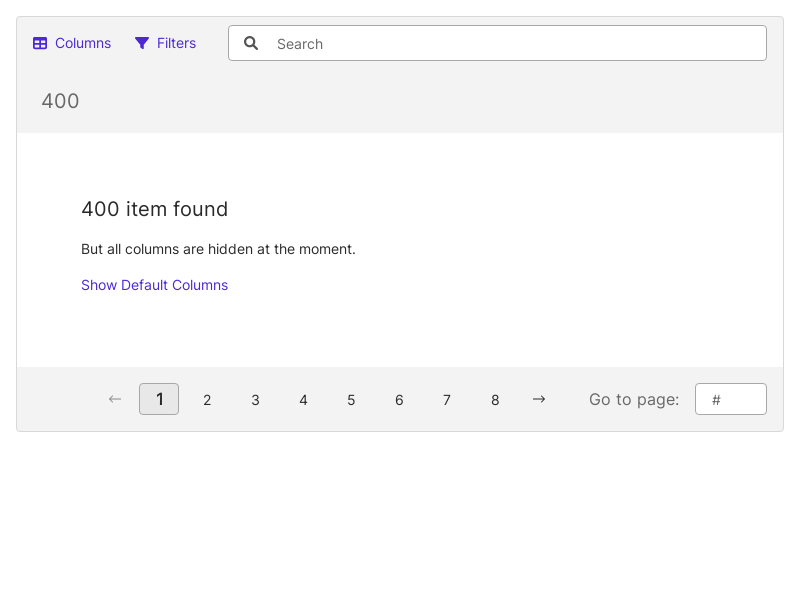 Columns Filters Search
400
400 item found
But all columns are hidden at the moment.
Show Default Columns
← 1 2 3 4 5 6 7 8 → Go to page: #